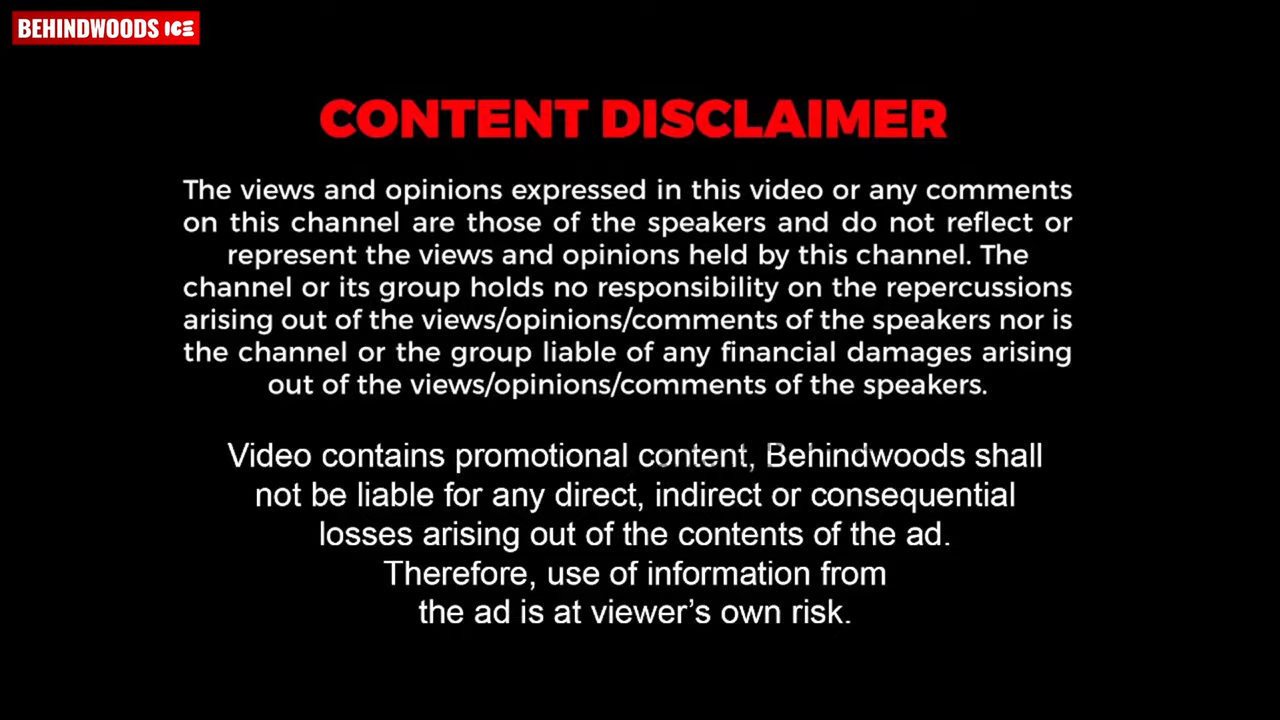 BEHINDWOODS ICE
CONTENT DISCLAIMER
The views and opinions expressed in this video or any comments
on this channel are those of the speakers and do not reflect or
represent the views and opinions held by this channel. The
channel or its group holds no responsibility on the repercussions
arising out of the views/opinions/comments of the speakers nor is
the channel or the group liable of any financial damages arising
out of the views/opinions/comments of the speakers.
Video contains promotional content, Behindwoods shall
not be liable for any direct, indirect or consequential
losses arising out of the contents of the ad.
Therefore, use of information from
the ad is at viewer’s own risk.